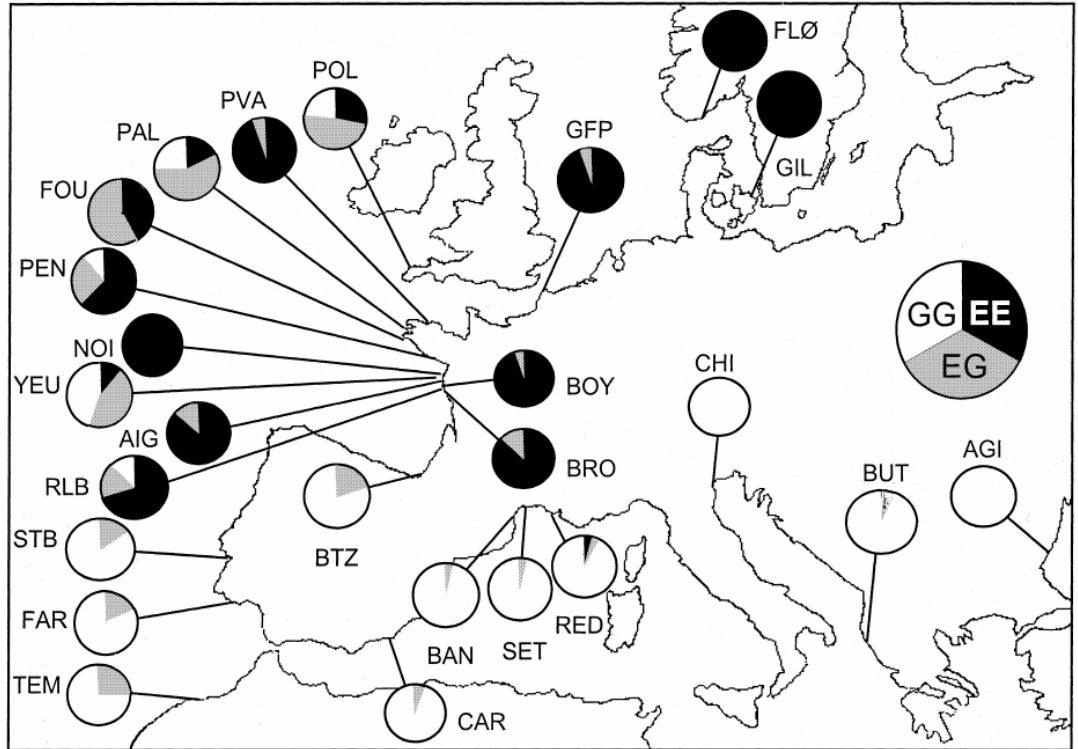 FLØ
POL
PVA
GFP
PAL
GIL
FOU
PEN
GG
EE
EG
NOI
CHI
YEU
BOY
AIG
BRO
AGI
BUT
RLB
STB
BTZ
FAR
RED
SET
BAN
TEM
CAR